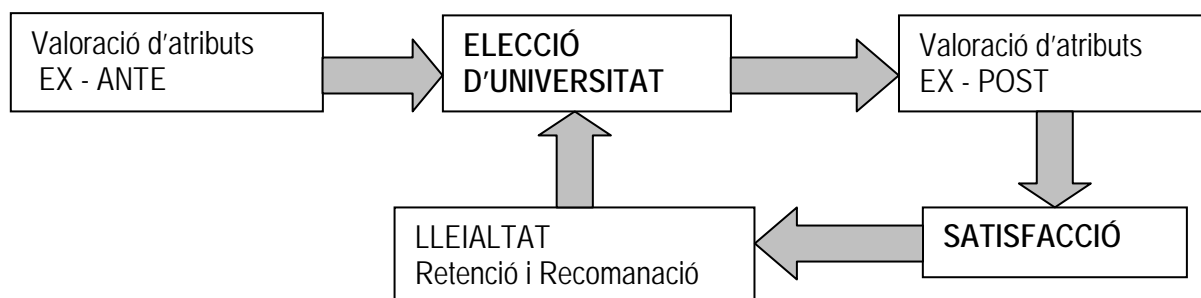 Valoració d'atributs
EX - ANTE
ELECCIÓ
D'UNIVERSITAT
Valoració d'atributs
EX - POST
LLEIALTAT
Retenció i Recomanació
SATISFACCIÓ